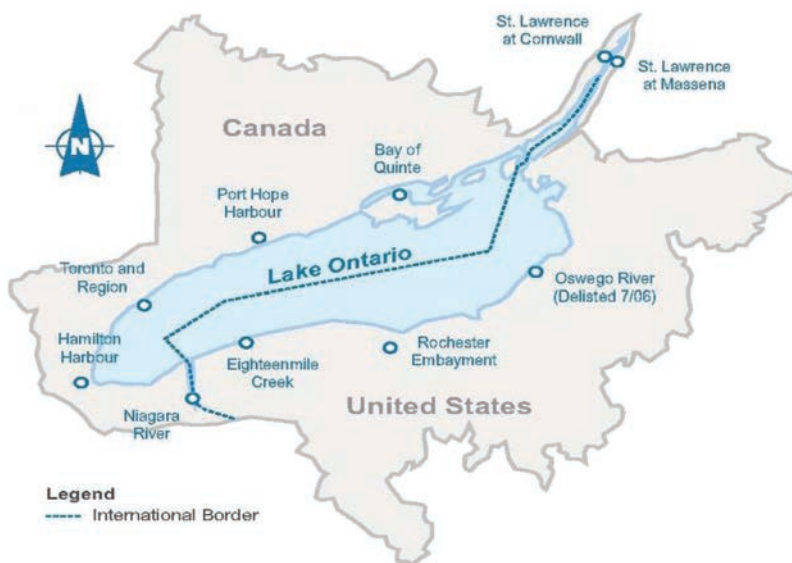 St. Lawrence
at Cornwall
St. Lawrence
at Massena
N
Canada
Bay of
Quinte
Port Hope
Harbour
Lake Ontario
Toronto and
Region
Oswego River
(Delisted 7/06)
Hamilton
Harbour
Eighteenmile
Creek
Rochester
Embayment
Niagara
River
United States
Legend
International Border